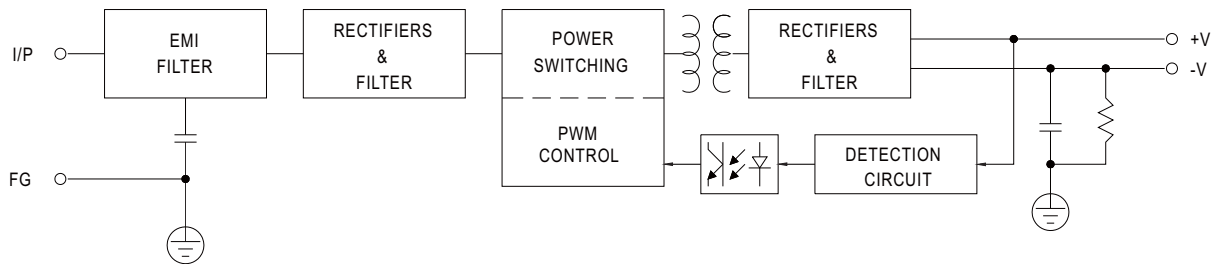 I/P
EMI
FILTER
RECTIFIERS
&
FILTER
POWER
SWITCHING
PWM
CONTROL
RECTIFIERS
&
FILTER
+V
-V
DETECTION
CIRCUIT
FG